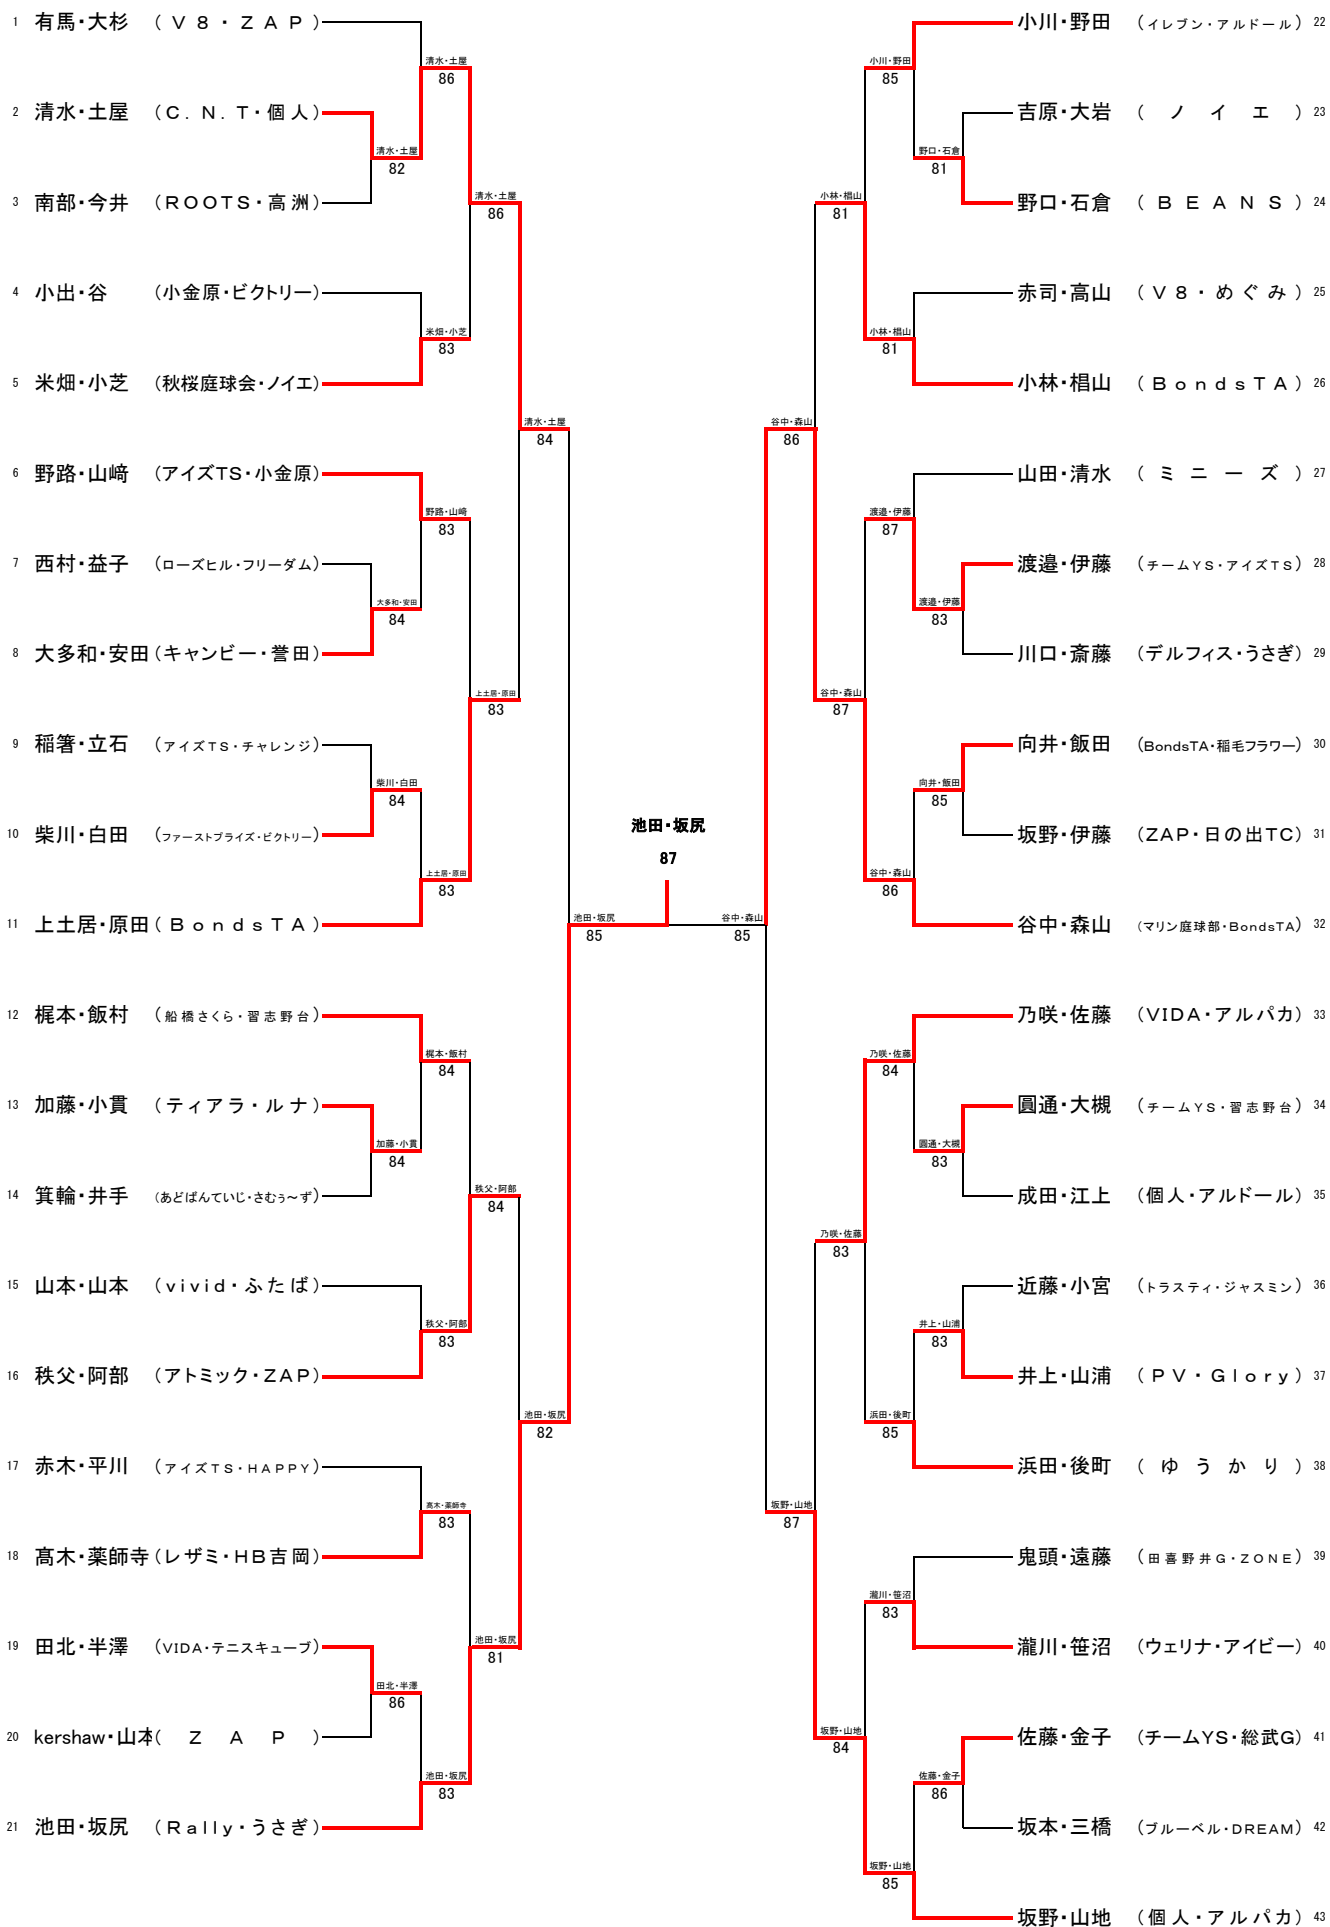 1 有馬・大杉 (V8・ZAP)
2 清水・土屋 (C.N.T・個人)
3 南部・今井 (ROOTS・高洲)
4 小出・谷 (小金原・ビクトリー)
5 米畑・小芝 (秋桜庭球会・ノイエ)
6 野路・山﨑 (アイズTS・小金原)
7 西村・益子 (ローズヒル・フリーダム)
8 大多和・安田 (キャンビー・誉田)
9 稲箸・立石 (アイズTS・チャレンジ)
10 柴川・白田 (ファーストプライズ・ビクトリー)
11 上土居・原田 (BondsTA)
12 梶本・飯村 (船橋さくら・習志野台)
13 加藤・小貫 (ティアラ・ルナ)
14 箕輪・井手 (あどばんていじ・さむぅ〜ず)
15 山本・山本 (vivid・ふたば)
16 秩父・阿部 (アトミック・ZAP)
17 赤木・平川 (アイズTS・HAPPY)
18 髙木・薬師寺 (レザミ・HB吉岡)
19 田北・半澤 (VIDA・テニスキューブ)
20 kershaw・山本 (ZAP)
21 池田・坂尻 (Rally・うさぎ)
清水・土屋
82
大多和・安田
84
柴川・白田
84
加藤・小貫
84
田北・半澤
86
清水・土屋
86
米畑・小芝
83
野路・山﨑
83
上土居・原田
83
梶本・飯村
84
秩父・阿部
83
髙木・薬師寺
83
池田・坂尻
83
清水・土屋
86
上土居・原田
83
秩父・阿部
84
池田・坂尻
81
清水・土屋
84
池田・坂尻
82
池田・坂尻
85
池田・坂尻
87
谷中・森山
85
谷中・森山
86
坂野・山地
87
小林・椙山
81
谷中・森山
87
乃咲・佐藤
83
坂野・山地
84
小川・野田
85
小林・椙山
81
渡邉・伊藤
87
谷中・森山
86
乃咲・佐藤
84
浜田・後町
85
瀧川・笹沼
83
坂野・山地
85
野口・石倉
81
渡邉・伊藤
83
向井・飯田
85
圓通・大槻
83
井上・山浦
83
佐藤・金子
86
小川・野田 (イレブン・アルドール) 22
吉原・大岩 (ノイエ) 23
野口・石倉 (BEANS) 24
赤司・高山 (V8・めぐみ) 25
小林・椙山 (BondsTA) 26
山田・清水 (ミニーズ) 27
渡邉・伊藤 (チームYS・アイズTS) 28
川口・斎藤 (デルフィス・うさぎ) 29
向井・飯田 (BondsTA・稲毛フラワー) 30
坂野・伊藤 (ZAP・日の出TC) 31
谷中・森山 (マリン庭球部・BondsTA) 32
乃咲・佐藤 (VIDA・アルパカ) 33
圓通・大槻 (チームYS・習志野台) 34
成田・江上 (個人・アルドール) 35
近藤・小宮 (トラスティ・ジャスミン) 36
井上・山浦 (PV・Glory) 37
浜田・後町 (ゆうかり) 38
鬼頭・遠藤 (田喜野井G・ZONE) 39
瀧川・笹沼 (ウェリナ・アイビー) 40
佐藤・金子 (チームYS・総武G) 41
坂本・三橋 (ブルーベル・DREAM) 42
坂野・山地 (個人・アルパカ) 43